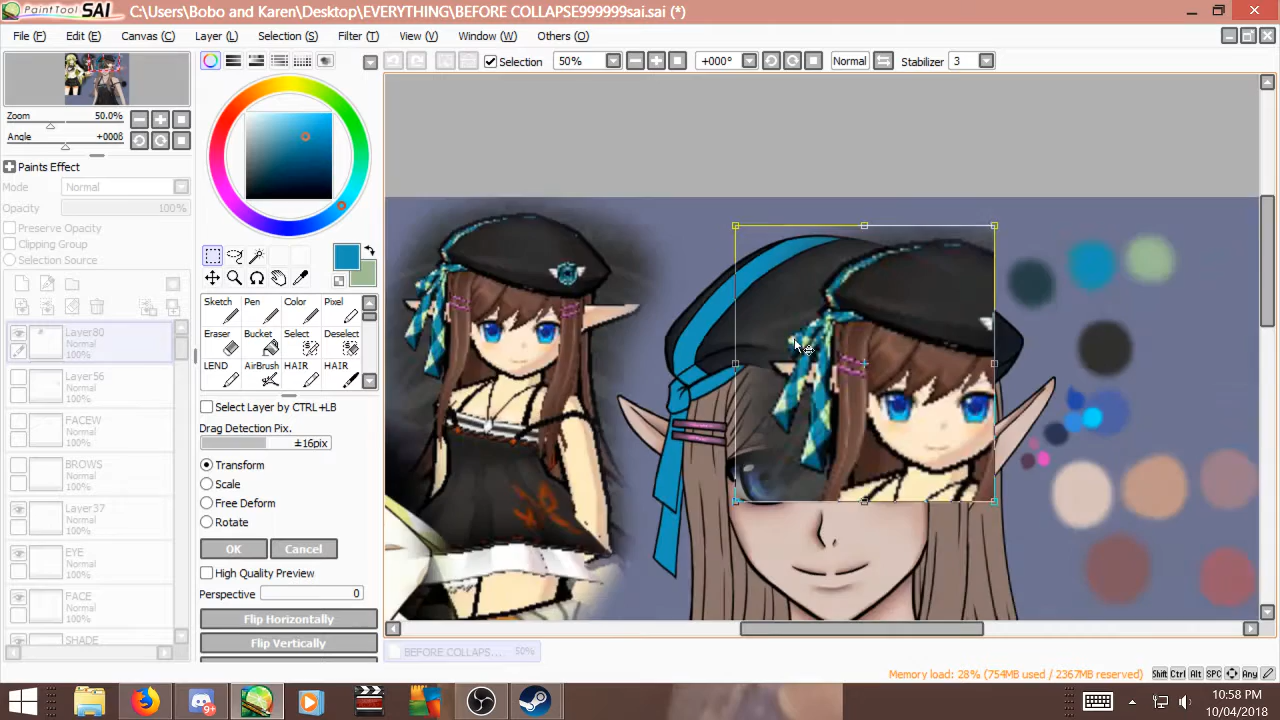 PaintTool SAI C:\Users\Bobo and Karen\Desktop\EVERYTHING\BEFORE COLLAPSE999999sai.sai (*)
File (F) Edit (E) Canvas (C) Layer (L) Selection (S) Filter (T) View (V) Window (W) Others (O)
Selection 50% +000° Normal Stabilizer 3
Zoom 50.0%
Angle +000ß
Paints Effect
Mode Normal
Opacity 100%
Preserve Opacity
Clipping Group
Selection Source
Layer80
Normal
100%
Layer56
Normal
100%
FACEW
Normal
100%
BROWS
Normal
100%
Layer37
Normal
100%
EYE
Normal
100%
FACE
Normal
100%
SHADE
Sketch Pen Color Pixel
Eraser Bucket Select Deselect
LEND AirBrush HAIR HAIR
Select Layer by CTRL+LB
Drag Detection Pix.
±16pix
Transform
Scale
Free Deform
Rotate
OK Cancel
High Quality Preview
Perspective 0
Flip Horizontally
Flip Vertically
BEFORE COLLAPS... 50%
Memory load: 28% (754MB used / 2367MB reserved) Shift Ctrl Alt SPC Any
9+
10:58 PM
10/04/2018